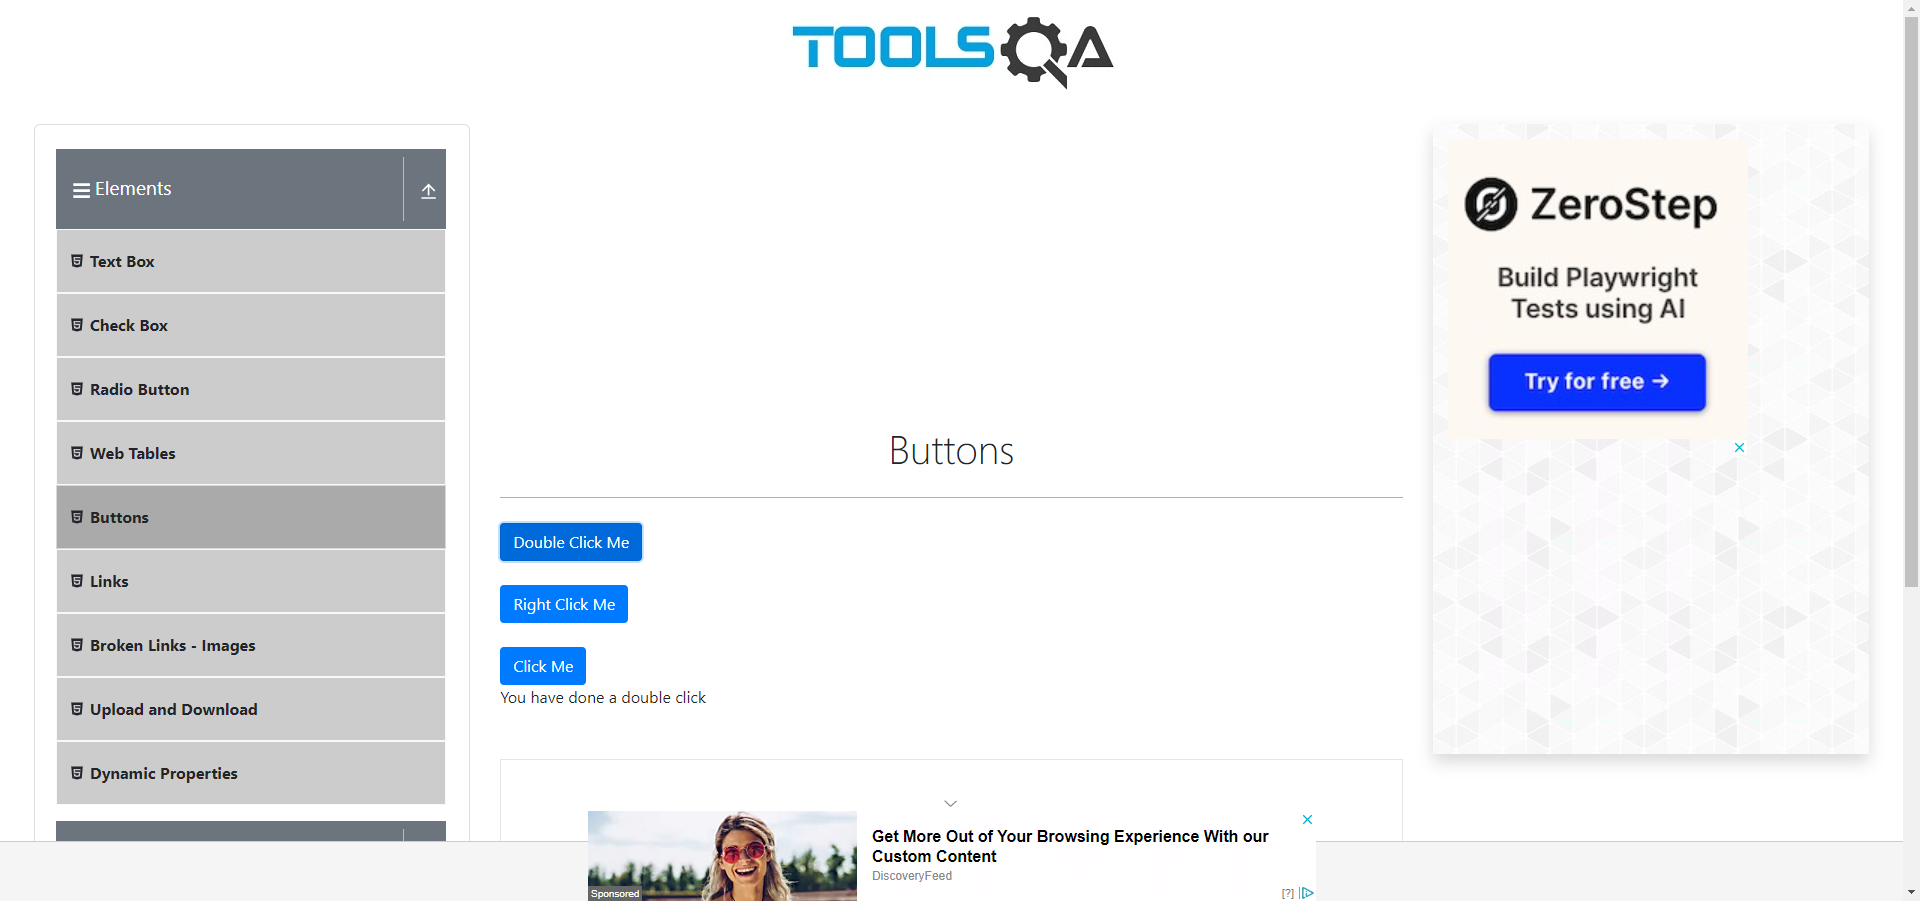 TOOLSQA
Elements
Text Box
Check Box
Radio Button
Web Tables
Buttons
Links
Broken Links - Images
Upload and Download
Dynamic Properties
Buttons
Double Click Me
Right Click Me
Click Me
You have done a double click
ZeroStep
Build Playwright
Tests using AI
Try for free →
Get More Out of Your Browsing Experience With our
Custom Content
DiscoveryFeed
Sponsored
[?]